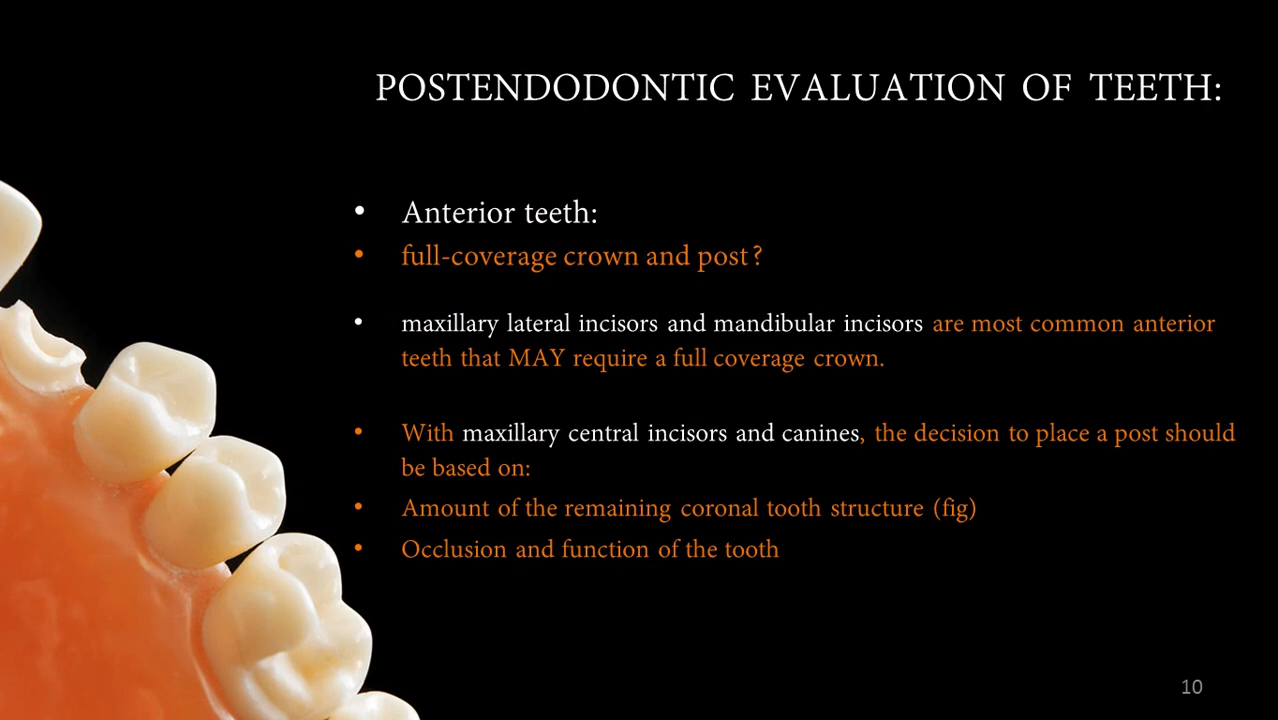 POSTENDODONTIC EVALUATION OF TEETH:
• Anterior teeth:
• full-coverage crown and post?
• maxillary lateral incisors and mandibular incisors are most common anterior
teeth that MAY require a full coverage crown.
• With maxillary central incisors and canines, the decision to place a post should
be based on:
• Amount of the remaining coronal tooth structure (fig)
• Occlusion and function of the tooth
10